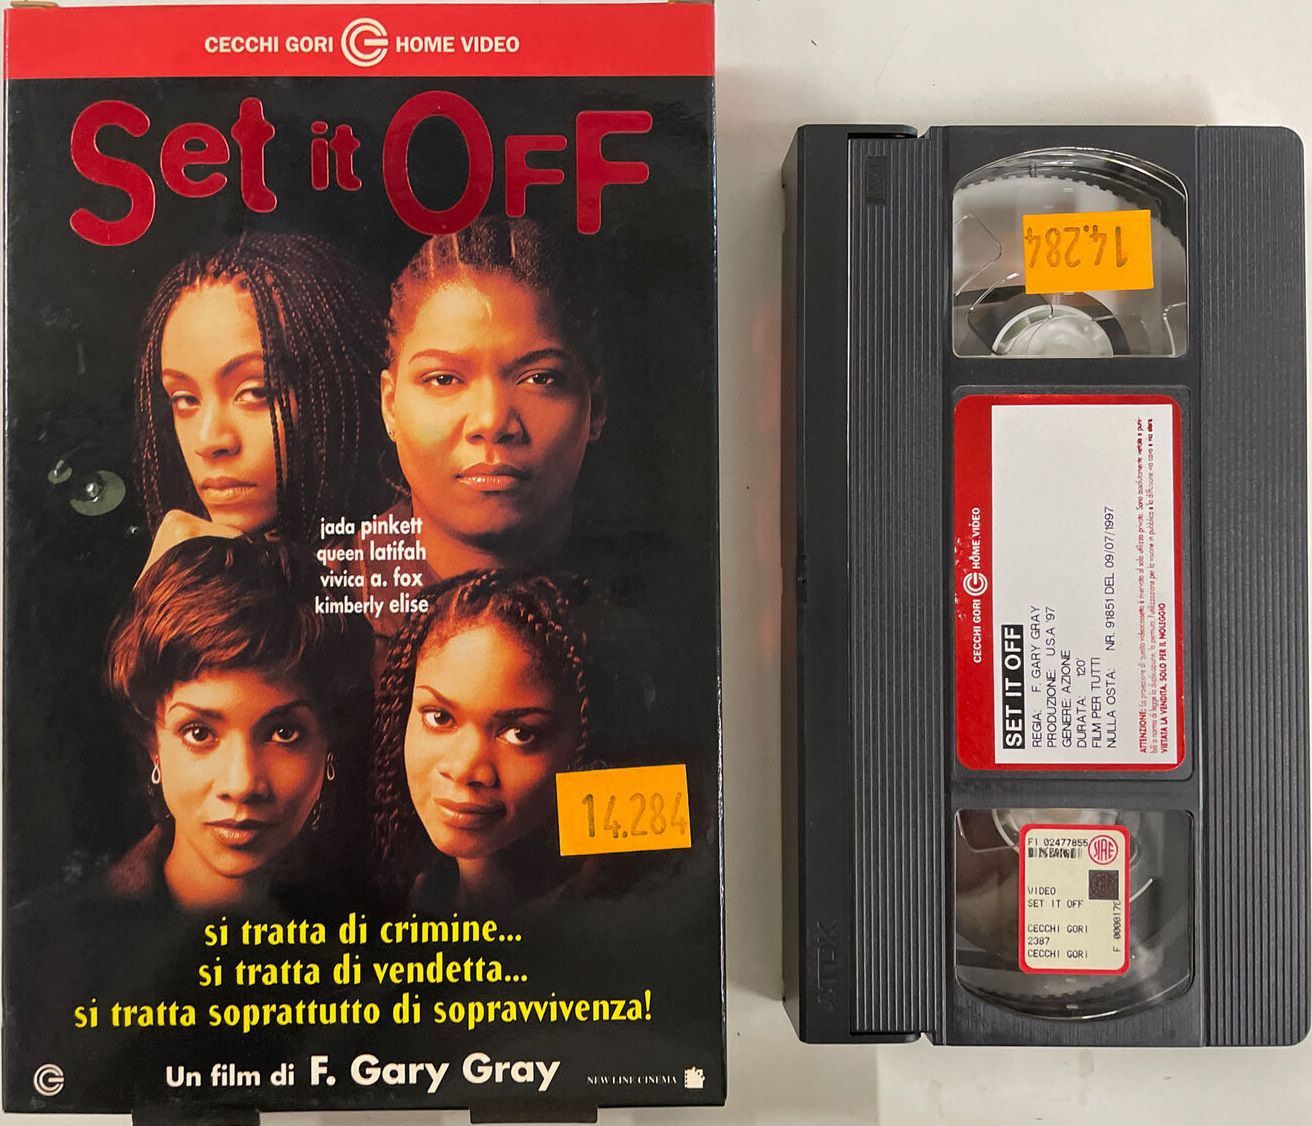 CECCHI GORI HOME VIDEO
Set it OFF
jada pinkett
queen latifah
vivica a. fox
kimberly elise
14.284
si tratta di crimine...
si tratta di vendetta...
si tratta soprattutto di sopravvivenza!
Un film di F. Gary Gray
NEW LINE CINEMA
14.284
CECCHI GORI HOME VIDEO
SET IT OFF
REGIA: F. GARY GRAY
PRODUZIONE: U.S.A '97
GENERE: AZIONE
DURATA: 120'
FILM PER TUTTI
NULLA OSTA: NR. 91851 DEL 09/07/1997
ATTENZIONE:
VIETATA LA VENDITA. SOLO PER IL NOLEGGIO
FI 02477855
SIAE
VIDEO
SET IT OFF
CECCHI GORI
2387
CECCHI GORI
TDK